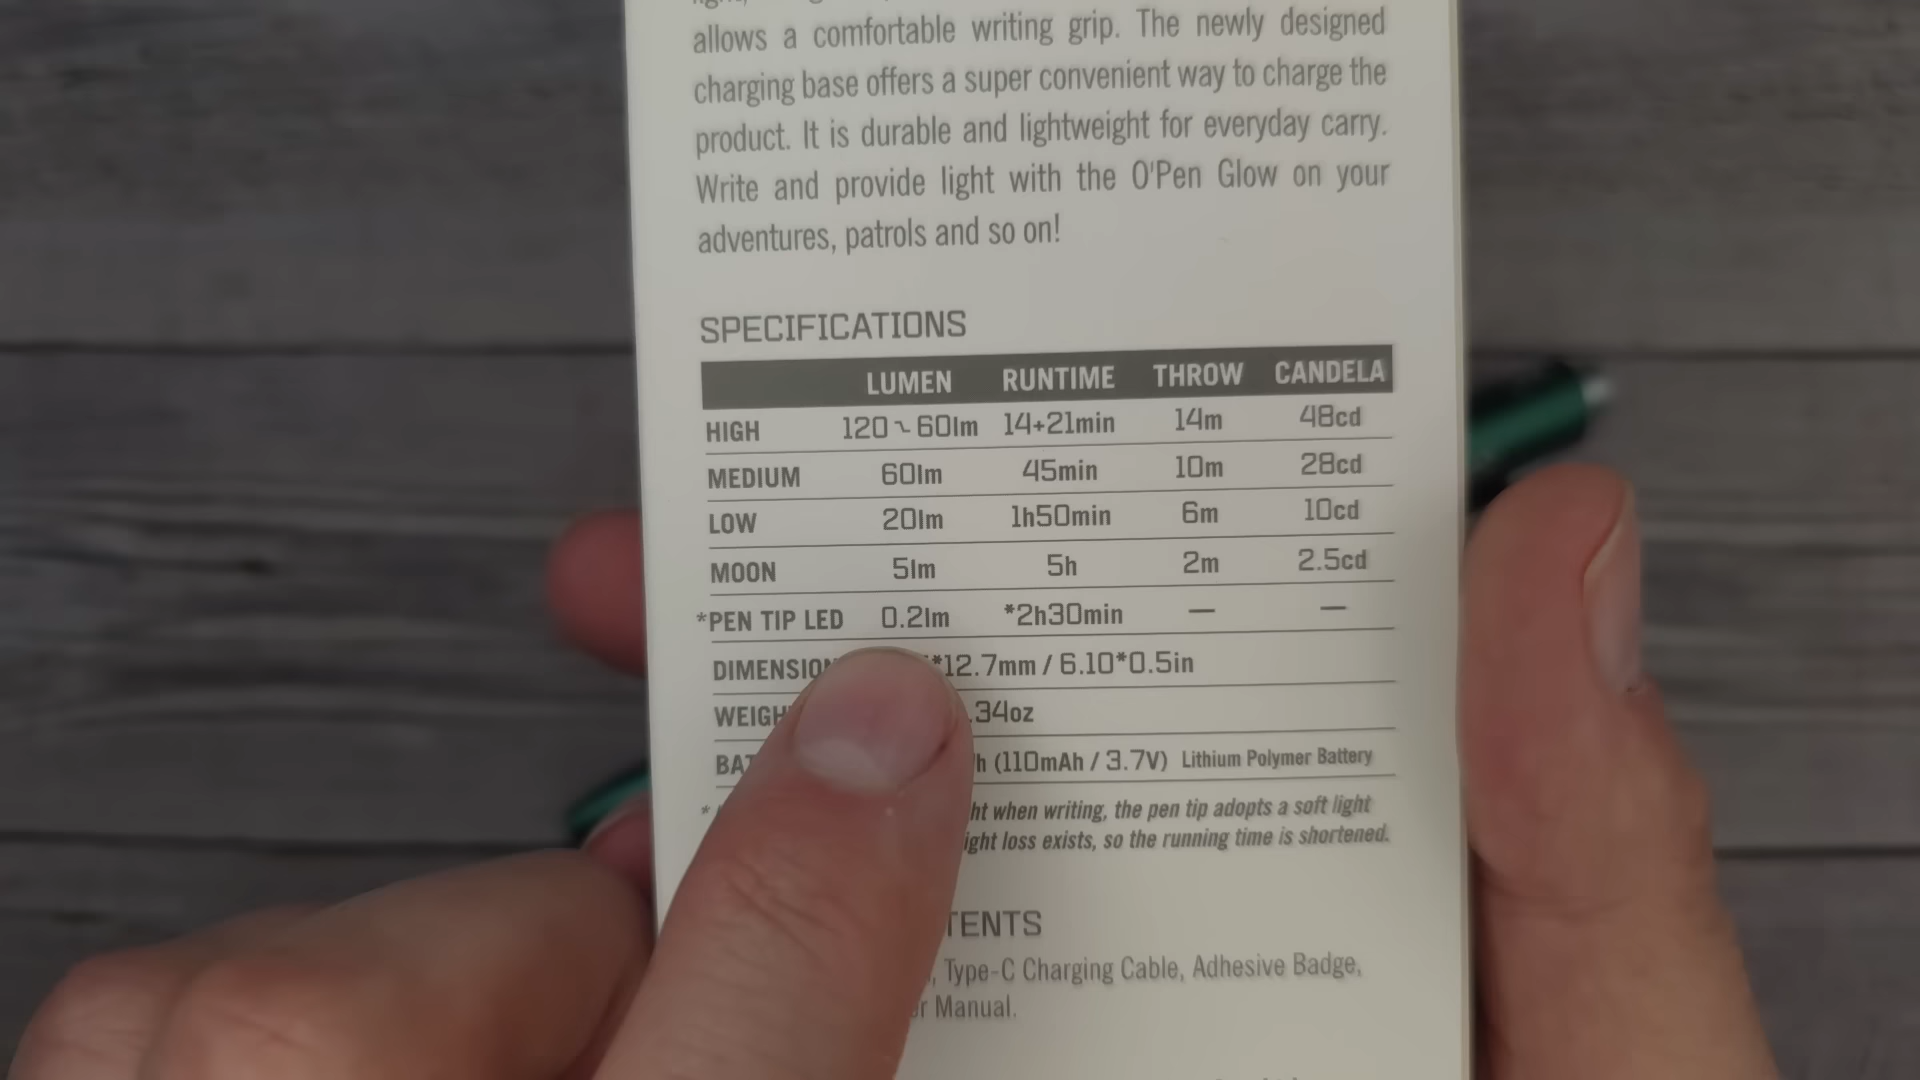 allows a comfortable writing grip. The newly designed
charging base offers a super convenient way to charge the
product. It is durable and lightweight for everyday carry.
Write and provide light with the O'Pen Glow on your
adventures, patrols and so on!
SPECIFICATIONS
LUMEN RUNTIME THROW CANDELA
HIGH 120~60lm 14+21min 14m 48cd
MEDIUM 60lm 45min 10m 28cd
LOW 20lm 1h50min 6m 10cd
MOON 5lm 5h 2m 2.5cd
*PEN TIP LED 0.2lm *2h30min — —
*12.7mm / 6.10*0.5in
.34oz
(110mAh / 3.7V) Lithium Polymer Battery
when writing, the pen tip adopts a soft light
loss exists, so the running time is shortened.
Type-C Charging Cable, Adhesive Badge,
Manual.